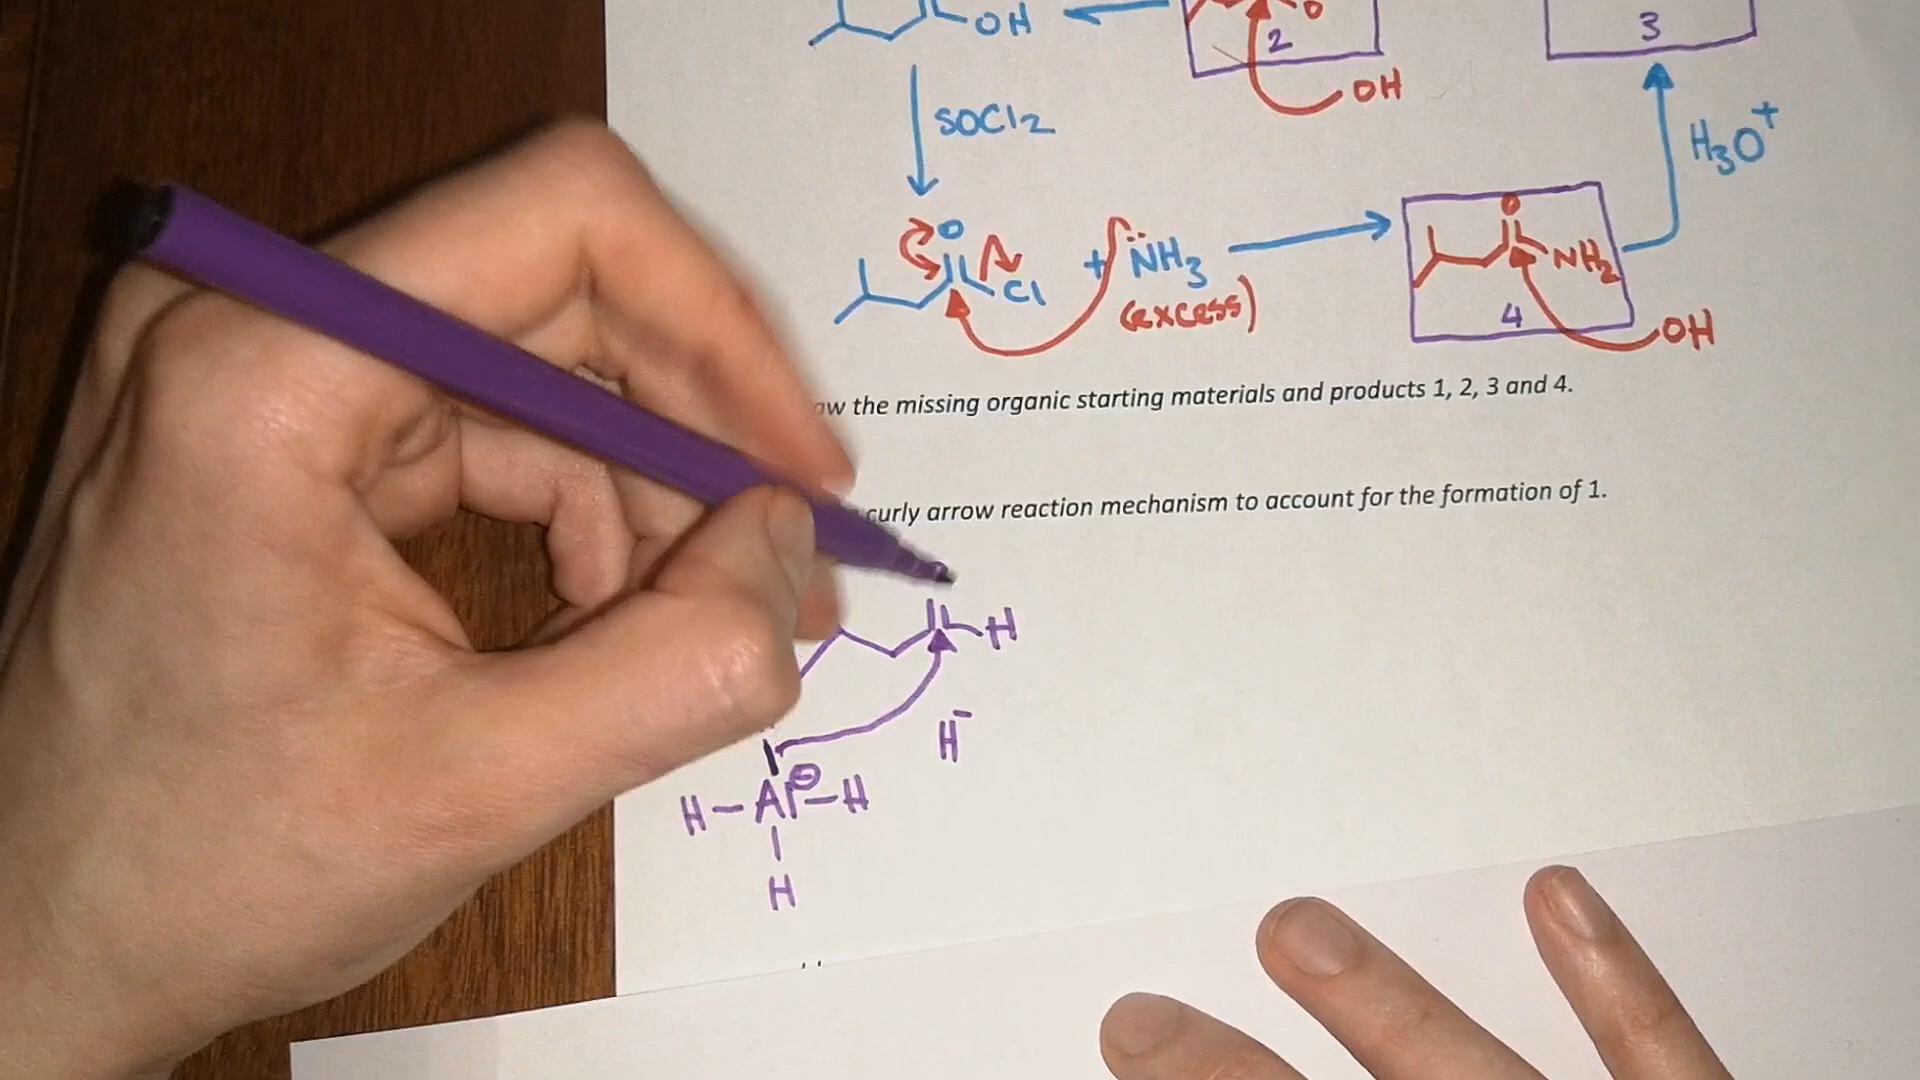 OH
O
2
3
OH
SOCl2
H3O+
O
Cl
+ NH3
(excess)
O
NH2
4
OH
the missing organic starting materials and products 1, 2, 3 and 4.
curly arrow reaction mechanism to account for the formation of 1.
H
H-
H-Al⊖-H
H